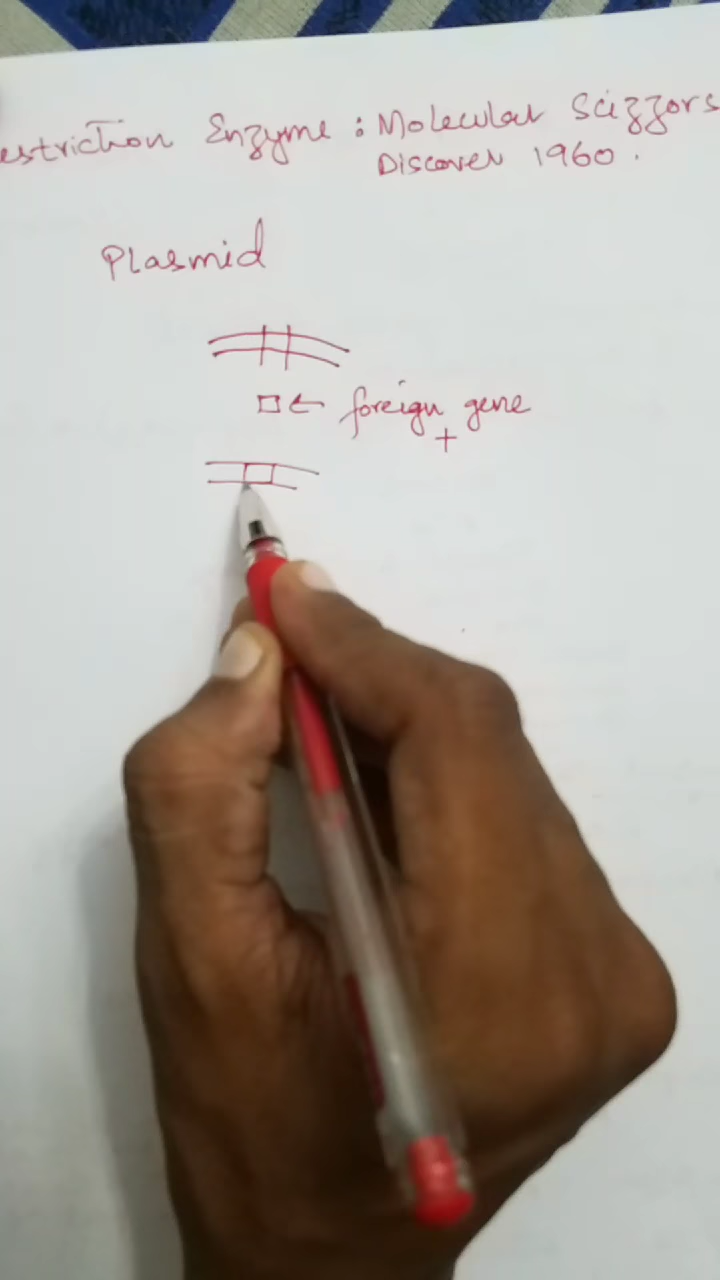 estriction Enzyme : Molecular Scizzors
Discover 1960.
Plasmid
← foreign gene
+